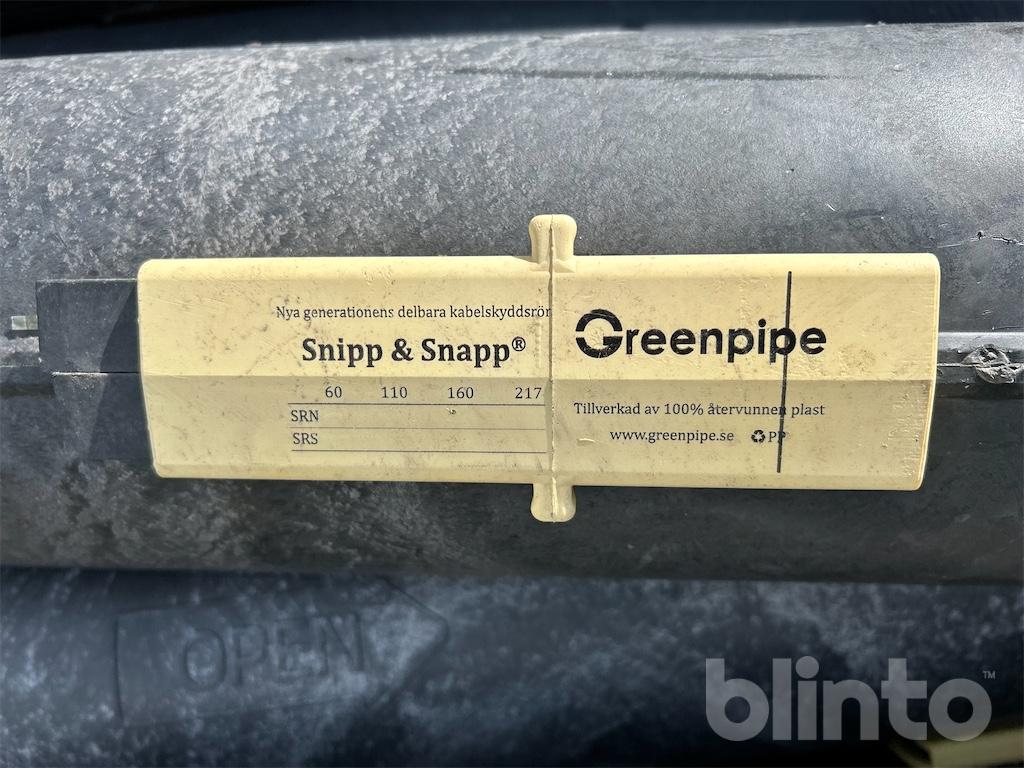 Nya generationens delbara kabelskyddsrör
Snipp & Snapp®
60 110 160 217
SRN
SRS
Greenpipe
Tillverkad av 100% återvunnen plast
www.greenpipe.se ♻PP
OPEN
blinto™